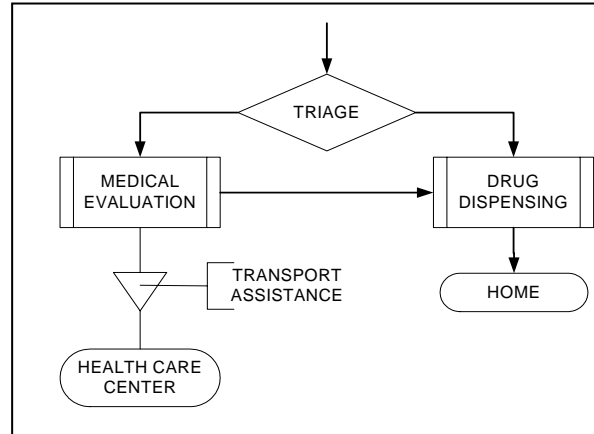 TRIAGE
MEDICAL
EVALUATION
DRUG
DISPENSING
TRANSPORT
ASSISTANCE
HOME
HEALTH CARE
CENTER